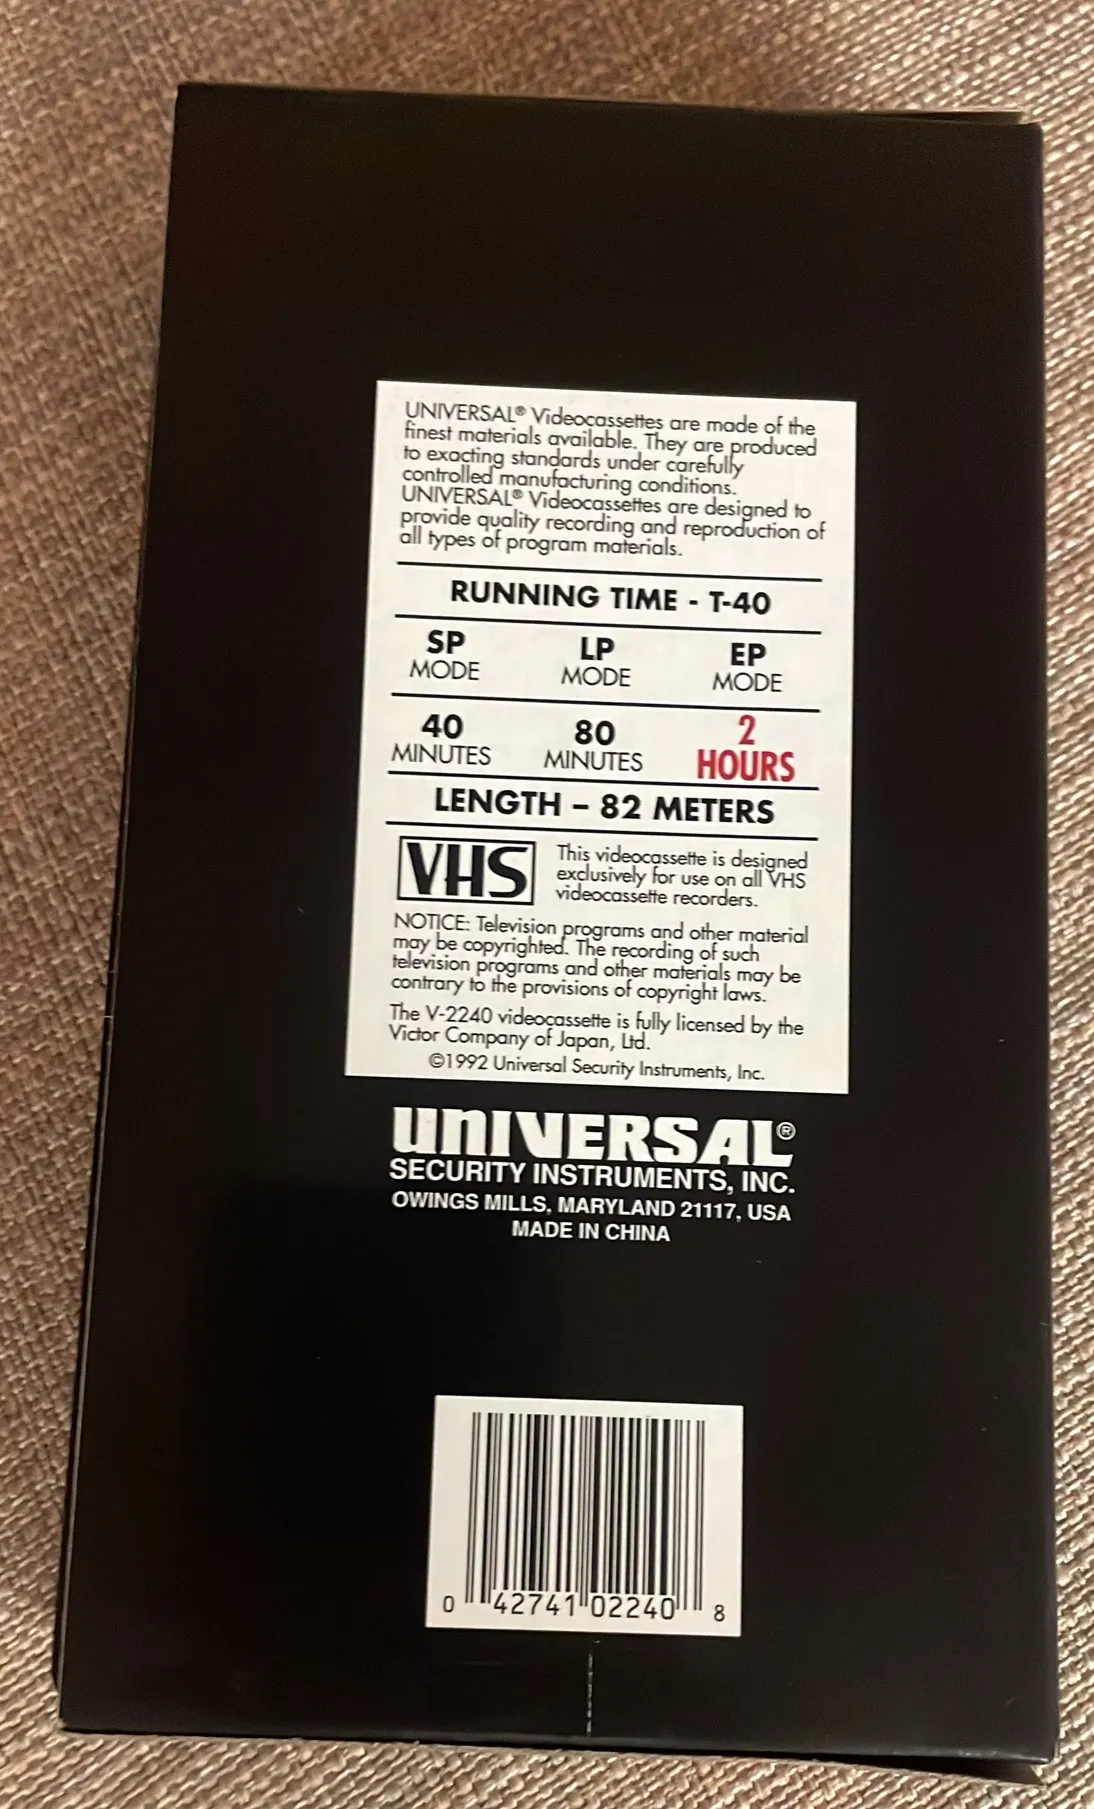 UNIVERSAL® Videocassettes are made of the
finest materials available. They are produced
to exacting standards under carefully
controlled manufacturing conditions.
UNIVERSAL® Videocassettes are designed to
provide quality recording and reproduction of
all types of program materials.
RUNNING TIME - T-40
SP LP EP
MODE MODE MODE
40 80 2
MINUTES MINUTES HOURS
LENGTH – 82 METERS
VHS
This videocassette is designed
exclusively for use on all VHS
videocassette recorders.
NOTICE: Television programs and other material
may be copyrighted. The recording of such
television programs and other materials may be
contrary to the provisions of copyright laws.
The V-2240 videocassette is fully licensed by the
Victor Company of Japan, Ltd.
©1992 Universal Security Instruments, Inc.
UNIVERSAL®
SECURITY INSTRUMENTS, INC.
OWINGS MILLS, MARYLAND 21117, USA
MADE IN CHINA
0 42741 02240 8